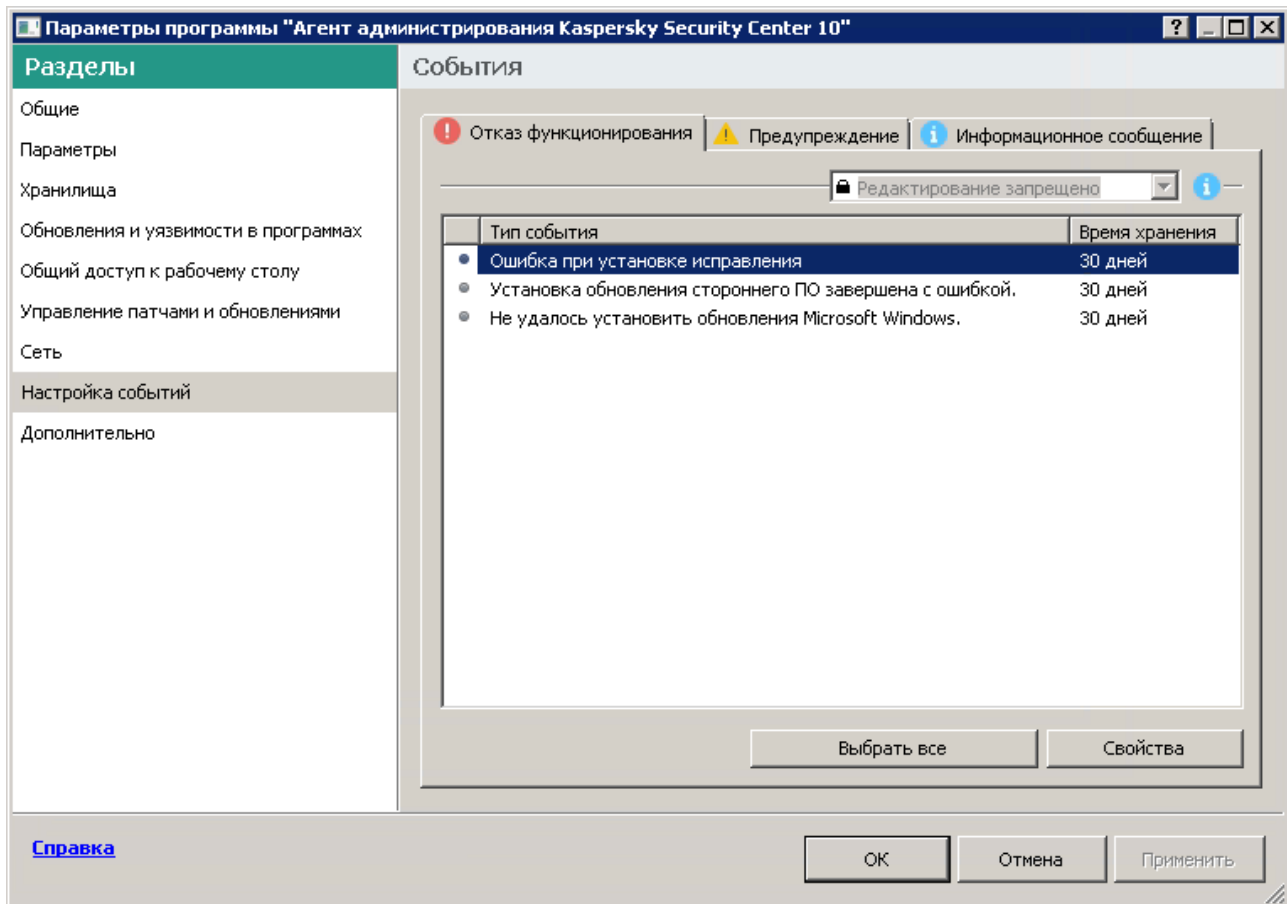 Параметры программы "Агент администрирования Kaspersky Security Center 10"
Разделы
Общие
Параметры
Хранилища
Обновления и уязвимости в программах
Общий доступ к рабочему столу
Управление патчами и обновлениями
Сеть
Настройка событий
Дополнительно
События
Отказ функционирования
Предупреждение
Информационное сообщение
Редактирование запрещено
Тип события Время хранения
Ошибка при установке исправления 30 дней
Установка обновления стороннего ПО завершена с ошибкой. 30 дней
Не удалось установить обновления Microsoft Windows. 30 дней
Выбрать все
Свойства
Справка
ОК
Отмена
Применить